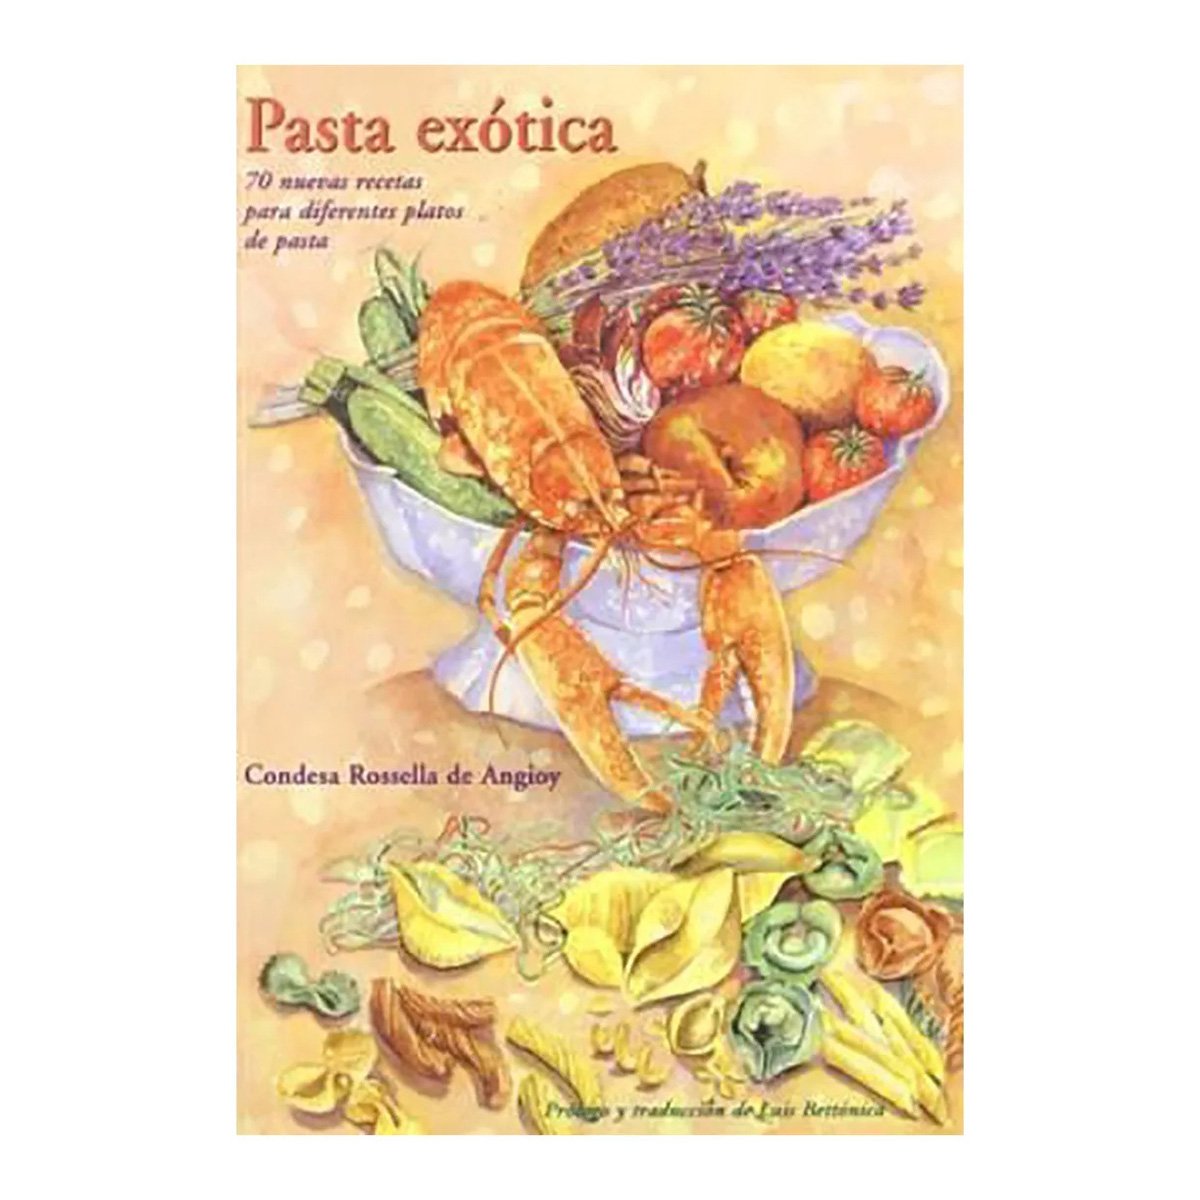 Pasta exótica
70 nuevas recetas
para diferentes platos
de pasta
Condesa Rossella de Angioy
Prólogo y traducción de Luis Bettónica